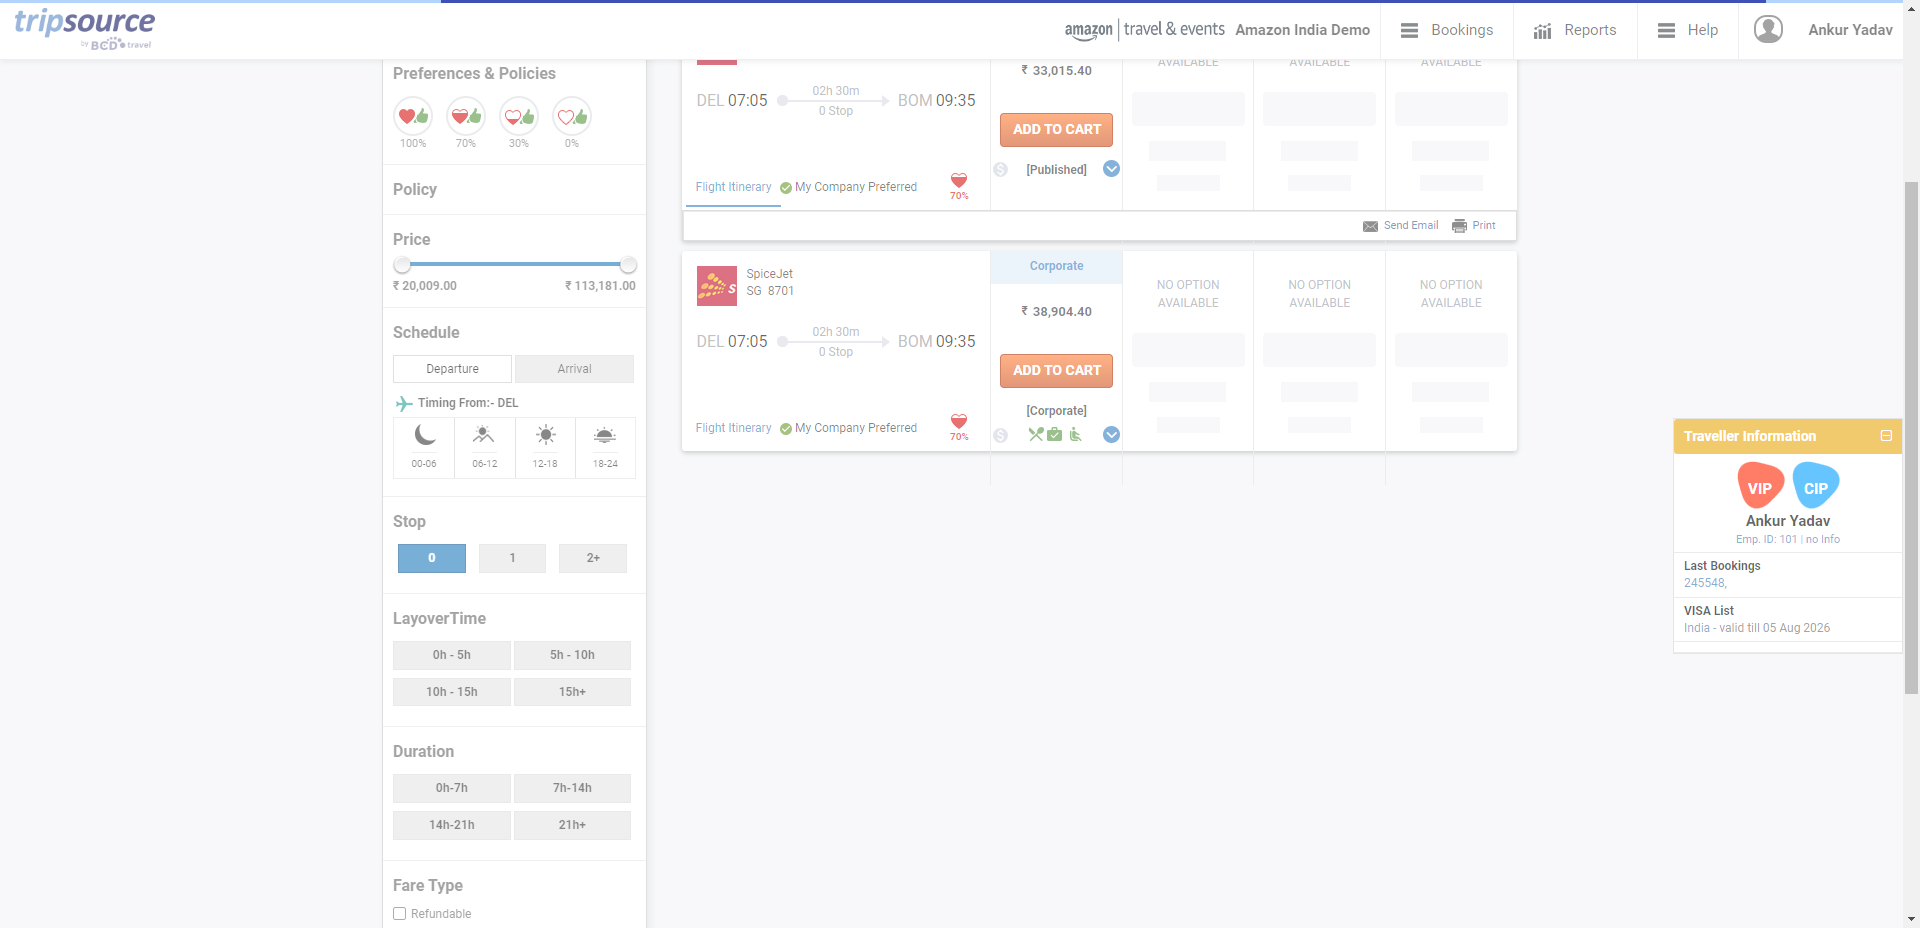 tripsource
by BCD travel
amazon | travel & events Amazon India Demo
Bookings
Reports
Help
Ankur Yadav
Preferences & Policies
100%
70%
30%
0%
Policy
Price
₹ 20,009.00
₹ 113,181.00
Schedule
Departure
Arrival
Timing From:- DEL
00-06
06-12
12-18
18-24
Stop
0
1
2+
LayoverTime
0h - 5h
5h - 10h
10h - 15h
15h+
Duration
0h-7h
7h-14h
14h-21h
21h+
Fare Type
Refundable
₹ 33,015.40
AVAILABLE
AVAILABLE
AVAILABLE
DEL 07:05
02h 30m
0 Stop
BOM 09:35
ADD TO CART
[Published]
Flight Itinerary
My Company Preferred
70%
Send Email
Print
SpiceJet
SG 8701
Corporate
₹ 38,904.40
NO OPTION
AVAILABLE
NO OPTION
AVAILABLE
NO OPTION
AVAILABLE
DEL 07:05
02h 30m
0 Stop
BOM 09:35
ADD TO CART
[Corporate]
Flight Itinerary
My Company Preferred
70%
Traveller Information
VIP
CIP
Ankur Yadav
Emp. ID: 101 | no Info
Last Bookings
245548,
VISA List
India - valid till 05 Aug 2026